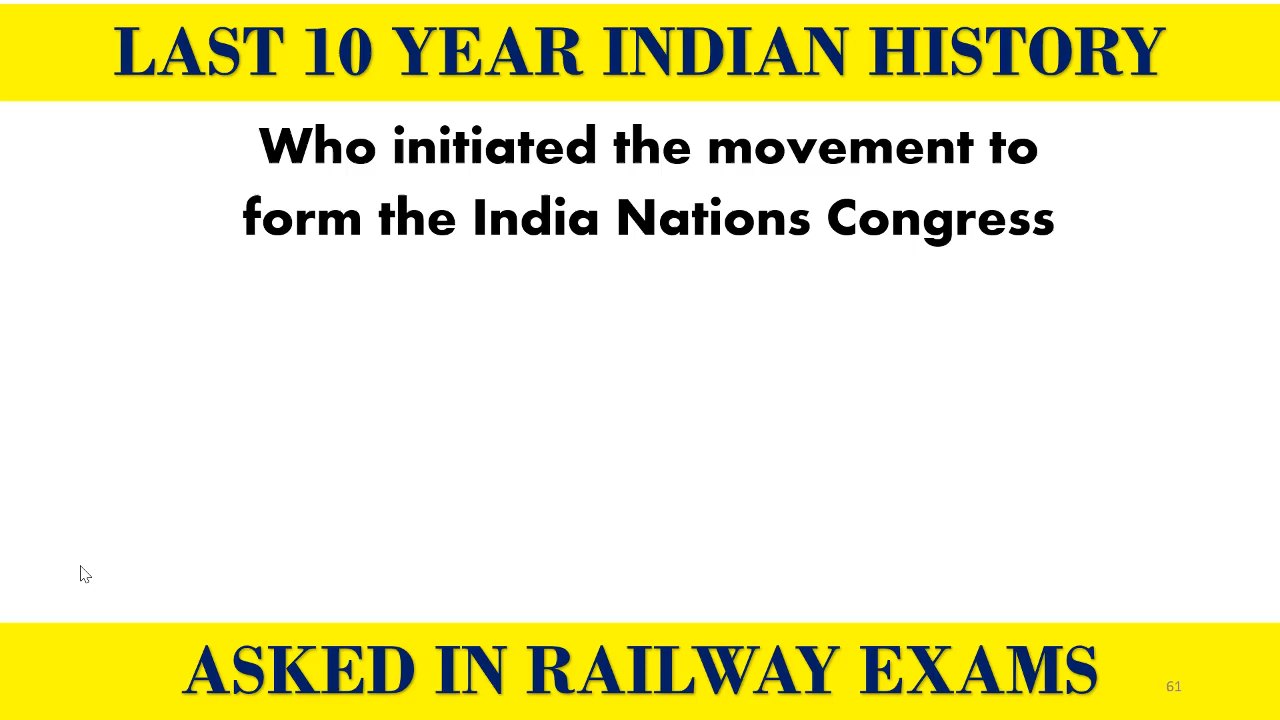 LAST 10 YEAR INDIAN HISTORY
Who initiated the movement to
form the India Nations Congress
ASKED IN RAILWAY EXAMS
61